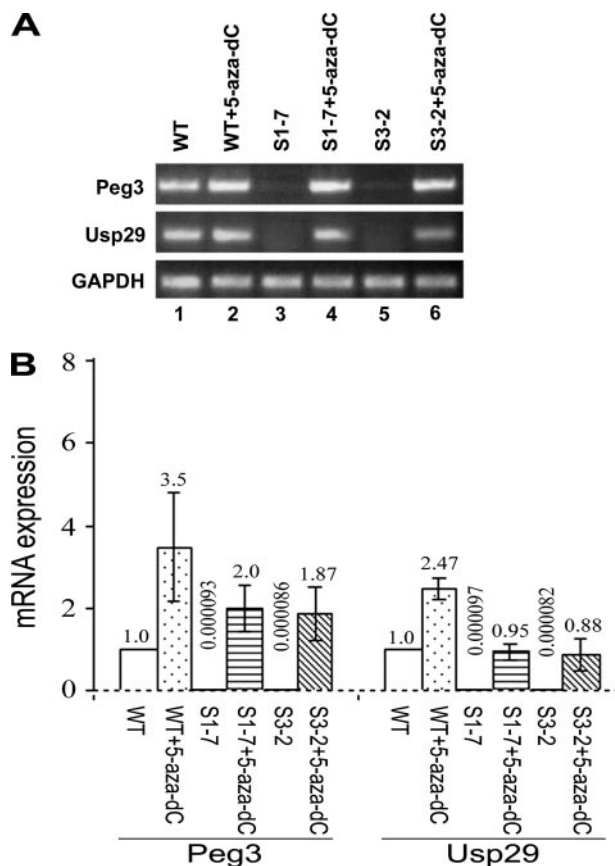 A
WT
WT+5-aza-dC
S1-7
S1-7+5-aza-dC
S3-2
S3-2+5-aza-dC
Peg3
Usp29
GAPDH
1 2 3 4 5 6
B
mRNA expression
8
6
4
2
0
1.0
3.5
0.000093
2.0
0.000086
1.87
1.0
2.47
0.000097
0.95
0.000082
0.88
WT
WT+5-aza-dC
S1-7
S1-7+5-aza-dC
S3-2
S3-2+5-aza-dC
WT
WT+5-aza-dC
S1-7
S1-7+5-aza-dC
S3-2
S3-2+5-aza-dC
Peg3
Usp29